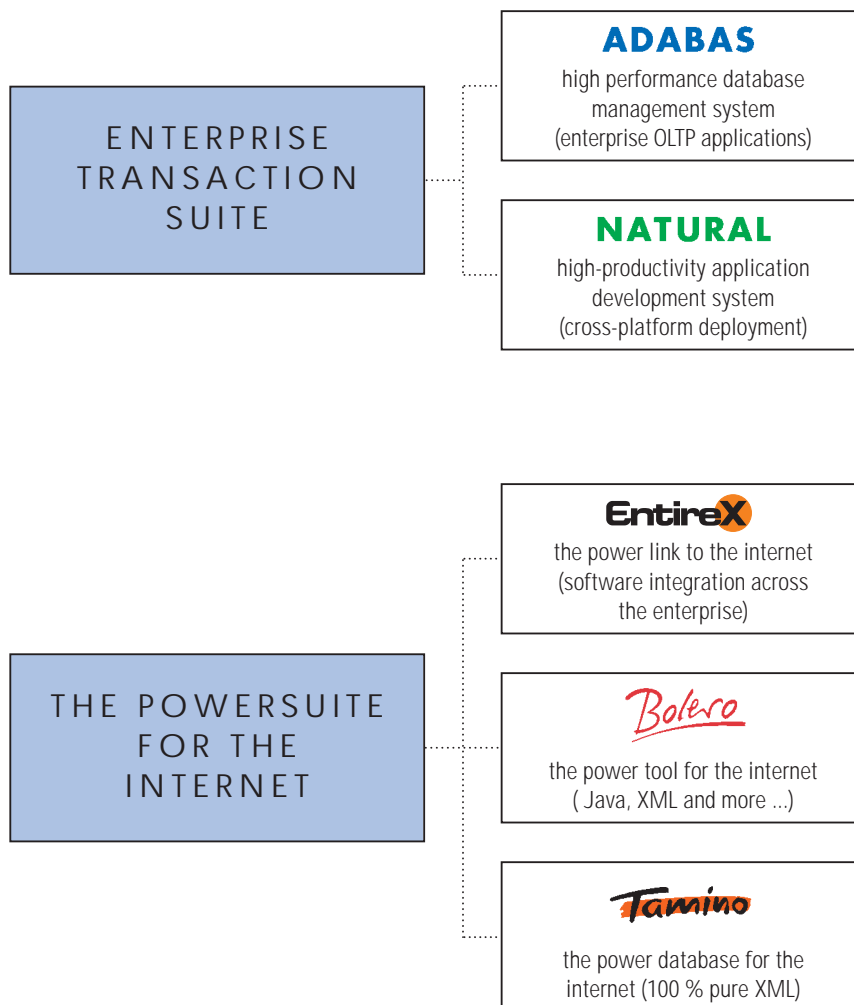 ENTERPRISE
TRANSACTION
SUITE
ADABAS
high performance database
management system
(enterprise OLTP applications)
NATURAL
high-productivity application
development system
(cross-platform deployment)
THE POWERSUITE
FOR THE
INTERNET
EntireX
the power link to the internet
(software integration across
the enterprise)
Bolero
the power tool for the internet
( Java, XML and more ...)
Tamino
the power database for the
internet (100 % pure XML)